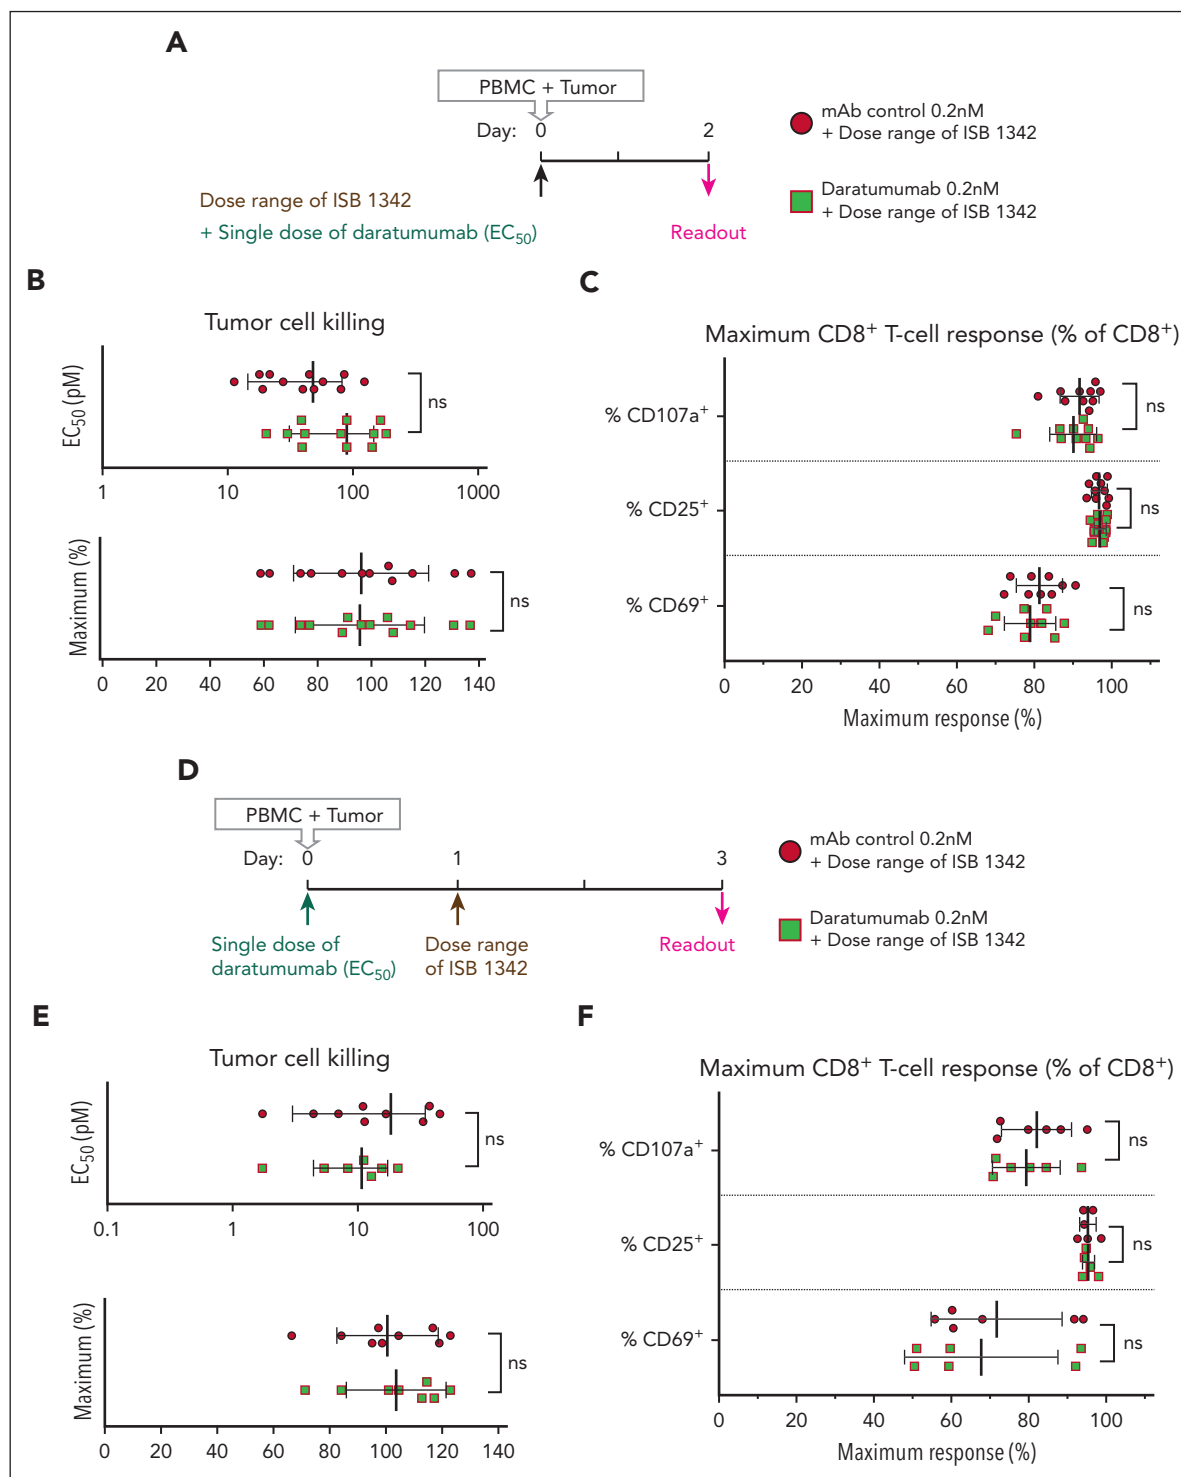 A
PBMC + Tumor
Day: 0 2
Dose range of ISB 1342
+ Single dose of daratumumab (EC50)
Readout
mAb control 0.2nM
+ Dose range of ISB 1342
Daratumumab 0.2nM
+ Dose range of ISB 1342
B
Tumor cell killing
EC50 (pM)
ns
1 10 100 1000
Maximum (%)
ns
0 20 40 60 80 100 120 140
C
Maximum CD8+ T-cell response (% of CD8+)
% CD107a+
ns
% CD25+
ns
% CD69+
ns
0 20 40 60 80 100
Maximum response (%)
D
PBMC + Tumor
Day: 0 1 3
Single dose of
daratumumab (EC50)
Dose range
of ISB 1342
Readout
mAb control 0.2nM
+ Dose range of ISB 1342
Daratumumab 0.2nM
+ Dose range of ISB 1342
E
Tumor cell killing
EC50 (pM)
ns
0.1 1 10 100
Maximum (%)
ns
0 20 40 60 80 100 120 140
F
Maximum CD8+ T-cell response (% of CD8+)
% CD107a+
ns
% CD25+
ns
% CD69+
ns
0 20 40 60 80 100
Maximum response (%)